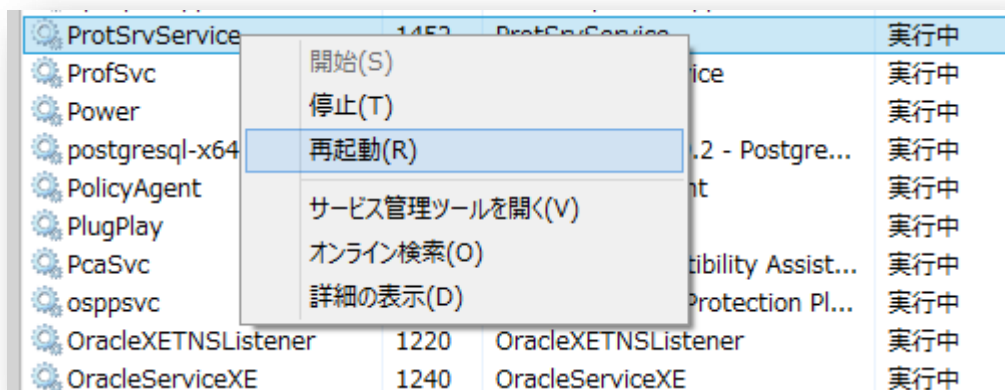 ProtSrvService 1452 ProtSrvService 実行中
開始(S)
ProfSvc ice 実行中
停止(T)
Power 実行中
再起動(R)
postgresql-x64 .2 - Postgre... 実行中
PolicyAgent nt 実行中
サービス管理ツールを開く(V)
PlugPlay 実行中
オンライン検索(O)
PcaSvc tibility Assist... 実行中
詳細の表示(D)
osppsvc Protection Pl... 実行中
OracleXETNSListener 1220 OracleXETNSListener 実行中
OracleServiceXE 1240 OracleServiceXE 実行中